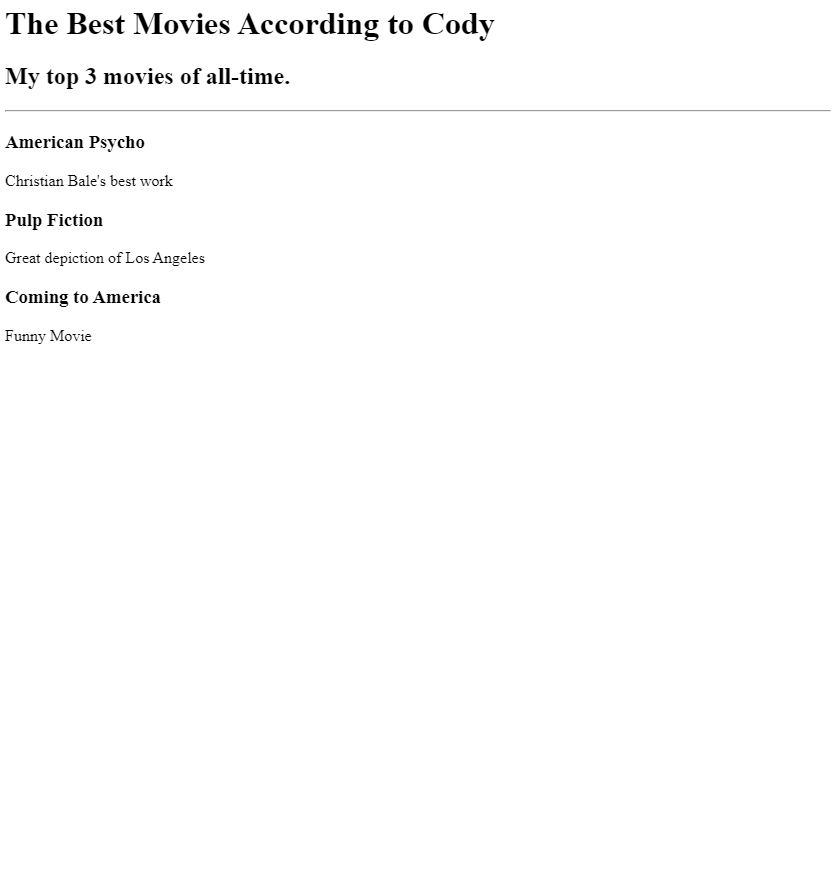 The Best Movies According to Cody
My top 3 movies of all-time.
American Psycho
Christian Bale's best work
Pulp Fiction
Great depiction of Los Angeles
Coming to America
Funny Movie